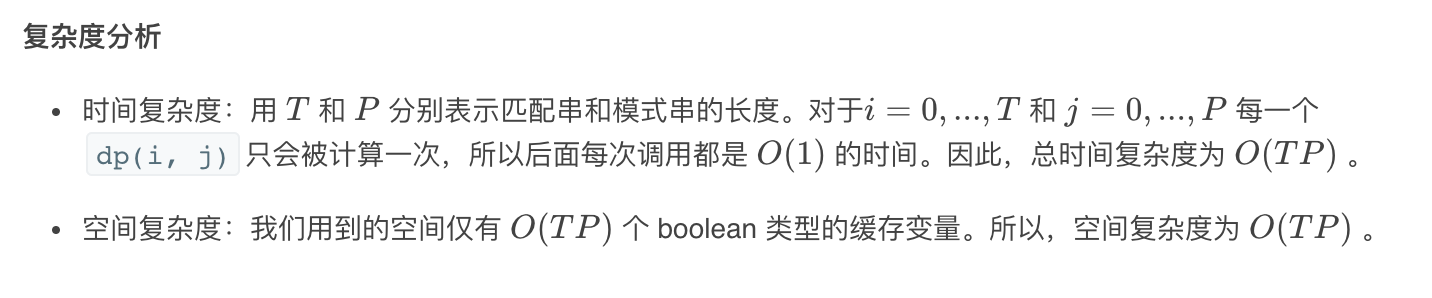 复杂度分析
• 时间复杂度：用 T 和 P 分别表示匹配串和模式串的长度。对于i = 0, ..., T 和 j = 0, ..., P 每一个
dp(i, j) 只会被计算一次，所以后面每次调用都是 O(1) 的时间。因此，总时间复杂度为 O(TP) 。
• 空间复杂度：我们用到的空间仅有 O(TP) 个 boolean 类型的缓存变量。所以，空间复杂度为 O(TP) 。